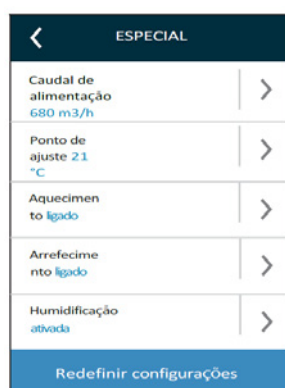 ESPECIAL
Caudal de
alimentação
680 m3/h
Ponto de
ajuste 21
°C
Aquecimen
to ligado
Arrefecime
nto ligado
Humidificação
ativada
Redefinir configurações